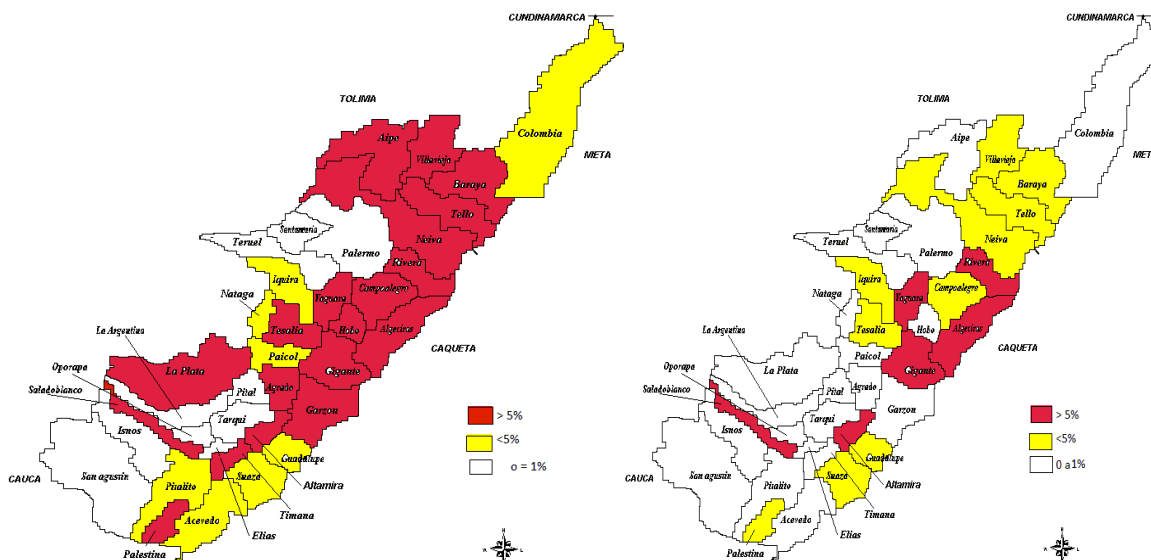 CUNDINAMARCA
TOLIMA
Colombia
Aipe
META
Villavieja
Baraya
Tello
Santamaria
Neiva
Teruel
Palermo
Rivera
Iquira
Campoalegre
Nataga
Yaguara
Tesalia
Hobo
Algeciras
La Argentina
CAQUETA
Paicol
Oporapa
La Plata
Gigante
Saladoblanco
Pital
Agrado
Garzon
Isnos
Tarqui
> 5%
<5%
o = 1%
Guadalupe
CAUCA
San agustin
Pitalito
Suaza
Altamira
Acevedo
Timana
Elias
Palestina
CUNDINAMARCA
TOLIMA
Colombia
Aipe
MET
Villavieja
Baraya
Tello
Santamaria
Neiva
Teruel
Palermo
Rivera
Iquira
Campoalegre
Nataga
Yaguara
Tesalia
Hobo
Algeciras
La Argentina
CAQUETA
Paicol
Oporapa
La Plata
Gigante
Saladoblanco
Pital
Agrado
Garzon
Isnos
Tarqui
> 5%
<5%
0 a 1%
Guadalupe
CAUCA
San agustin
Pitalito
Suaza
Altamira
Acevedo
Timana
Elias
Palestina